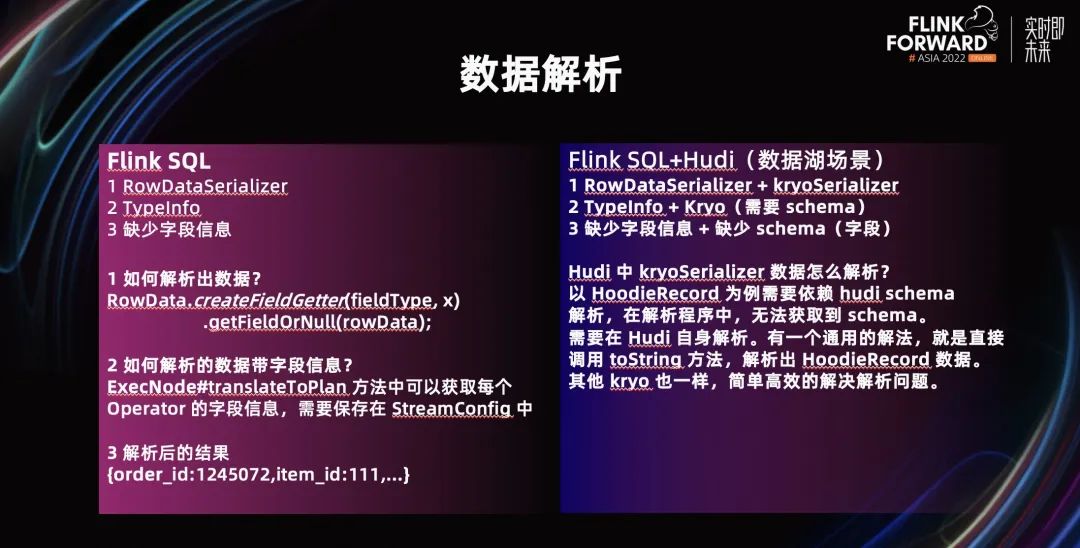 FLINK
FORWARD
# ASIA 2022 ONLINE
实时即
未来
数据解析
Flink SQL
1 RowDataSerializer
2 TypeInfo
3 缺少字段信息
1 如何解析出数据？
RowData.createFieldGetter(fieldType, x)
.getFieldOrNull(rowData);
2 如何解析的数据带字段信息？
ExecNode#translateToPlan 方法中可以获取每个
Operator 的字段信息，需要保存在 StreamConfig 中
3 解析后的结果
{order_id:1245072,item_id:111,...}
Flink SQL+Hudi（数据湖场景）
1 RowDataSerializer + kryoSerializer
2 TypeInfo + Kryo（需要 schema）
3 缺少字段信息 + 缺少 schema（字段）
Hudi 中 kryoSerializer 数据怎么解析？
以 HoodieRecord 为例需要依赖 hudi schema
解析，在解析程序中，无法获取到 schema。
需要在 Hudi 自身解析。有一个通用的解法，就是直接
调用 toString 方法，解析出 HoodieRecord 数据。
其他 kryo 也一样，简单高效的解决解析问题。